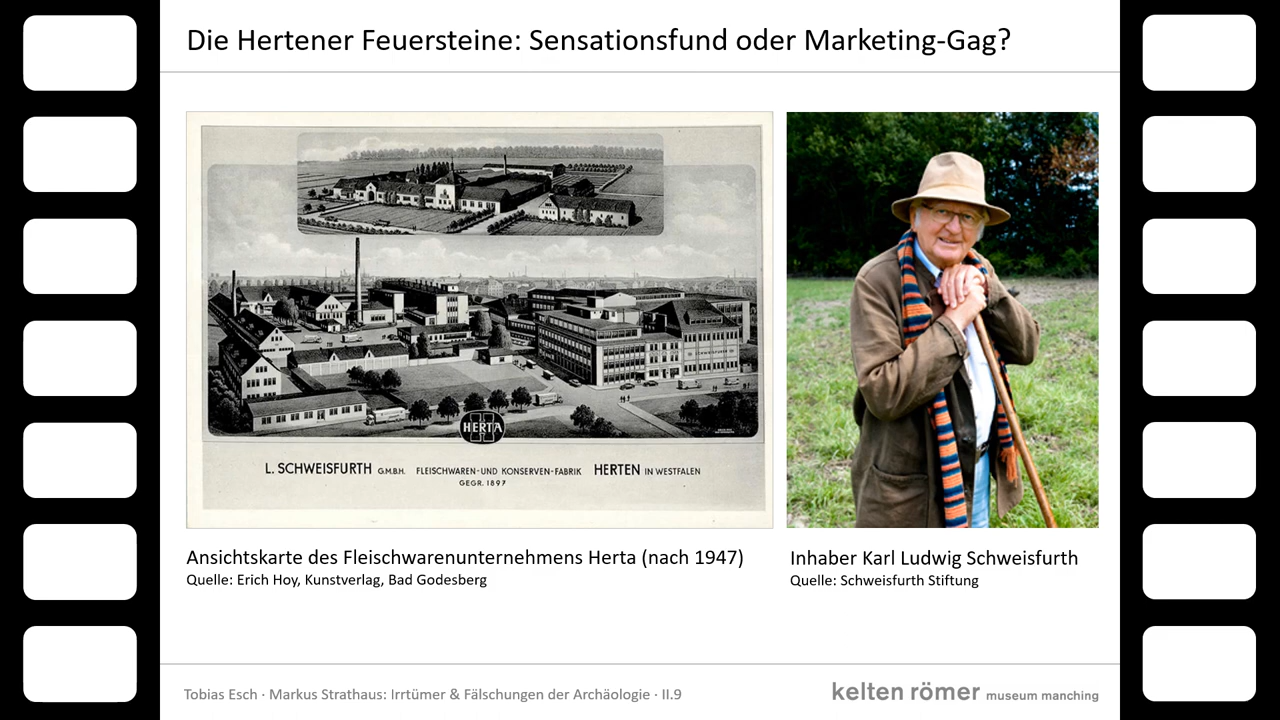 Die Hertener Feuersteine: Sensationsfund oder Marketing-Gag?
HERTA
L. SCHWEISFURTH G.M.B.H. FLEISCHWAREN-UND KONSERVEN-FABRIK HERTEN IN WESTFALEN
GEGR. 1897
Ansichtskarte des Fleischwarenunternehmens Herta (nach 1947)
Quelle: Erich Hoy, Kunstverlag, Bad Godesberg
Inhaber Karl Ludwig Schweisfurth
Quelle: Schweisfurth Stiftung
Tobias Esch · Markus Strathaus: Irrtümer & Fälschungen der Archäologie · II.9
kelten römer museum manching